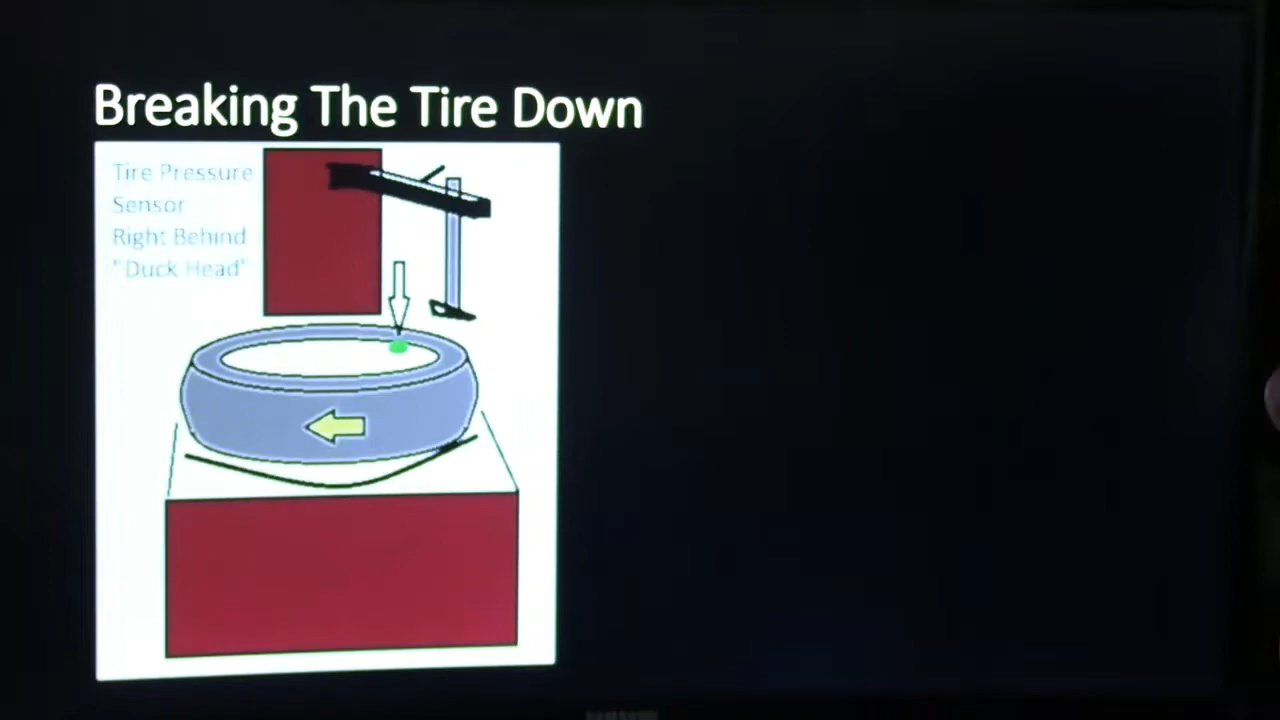 Breaking The Tire Down
Tire Pressure
Sensor
Right Behind
"Duck Head"